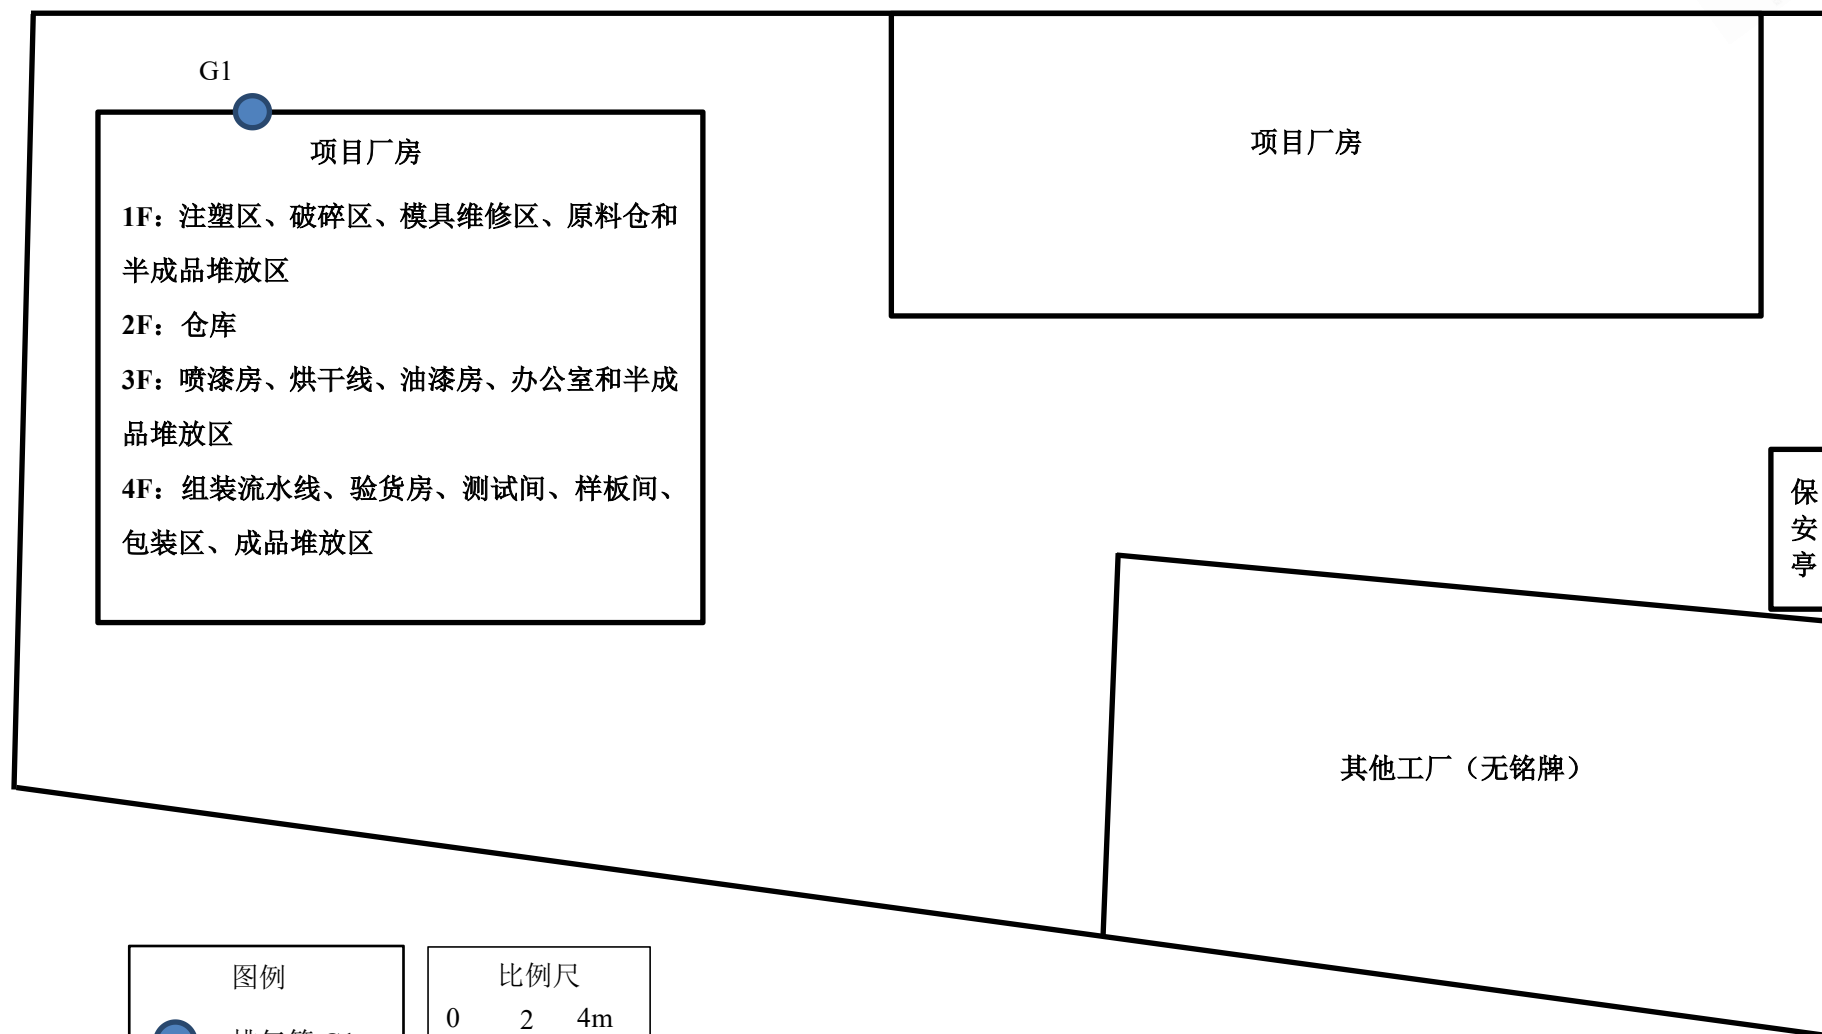 G1
项目厂房
1F：注塑区、破碎区、模具维修区、原料仓和
半成品堆放区
2F：仓库
3F：喷漆房、烘干线、油漆房、办公室和半成
品堆放区
4F：组装流水线、验货房、测试间、样板间、
包装区、成品堆放区
项目厂房
保
安
亭
其他工厂（无铭牌）
图例
比例尺
0 2 4m